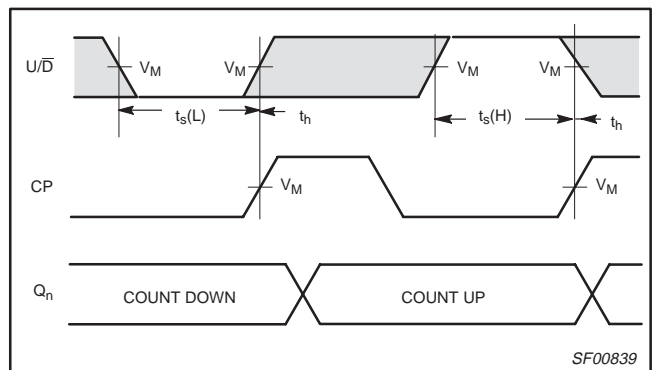 U/D̅ V_M V_M V_M V_M
t_s(L) t_h t_s(H) t_h
CP V_M V_M
Q_n COUNT DOWN COUNT UP
SF00839